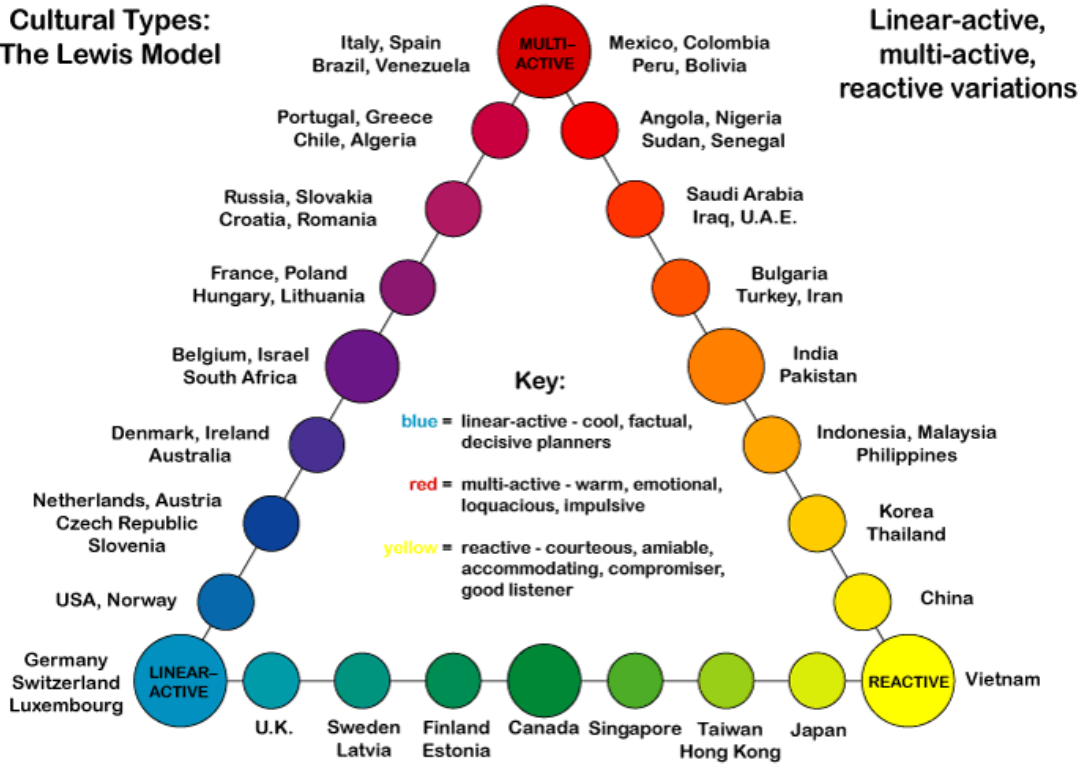 Cultural Types:
The Lewis Model
Linear-active,
multi-active,
reactive variations
MULTI–
ACTIVE
Italy, Spain
Brazil, Venezuela
Mexico, Colombia
Peru, Bolivia
Portugal, Greece
Chile, Algeria
Angola, Nigeria
Sudan, Senegal
Russia, Slovakia
Croatia, Romania
Saudi Arabia
Iraq, U.A.E.
France, Poland
Hungary, Lithuania
Bulgaria
Turkey, Iran
Belgium, Israel
South Africa
India
Pakistan
Key:
blue = linear-active - cool, factual,
decisive planners
red = multi-active - warm, emotional,
loquacious, impulsive
yellow = reactive - courteous, amiable,
accommodating, compromiser,
good listener
Denmark, Ireland
Australia
Indonesia, Malaysia
Philippines
Netherlands, Austria
Czech Republic
Slovenia
Korea
Thailand
USA, Norway
China
Germany
Switzerland
Luxembourg
LINEAR–
ACTIVE
REACTIVE
Vietnam
U.K.
Sweden
Latvia
Finland
Estonia
Canada
Singapore
Taiwan
Hong Kong
Japan